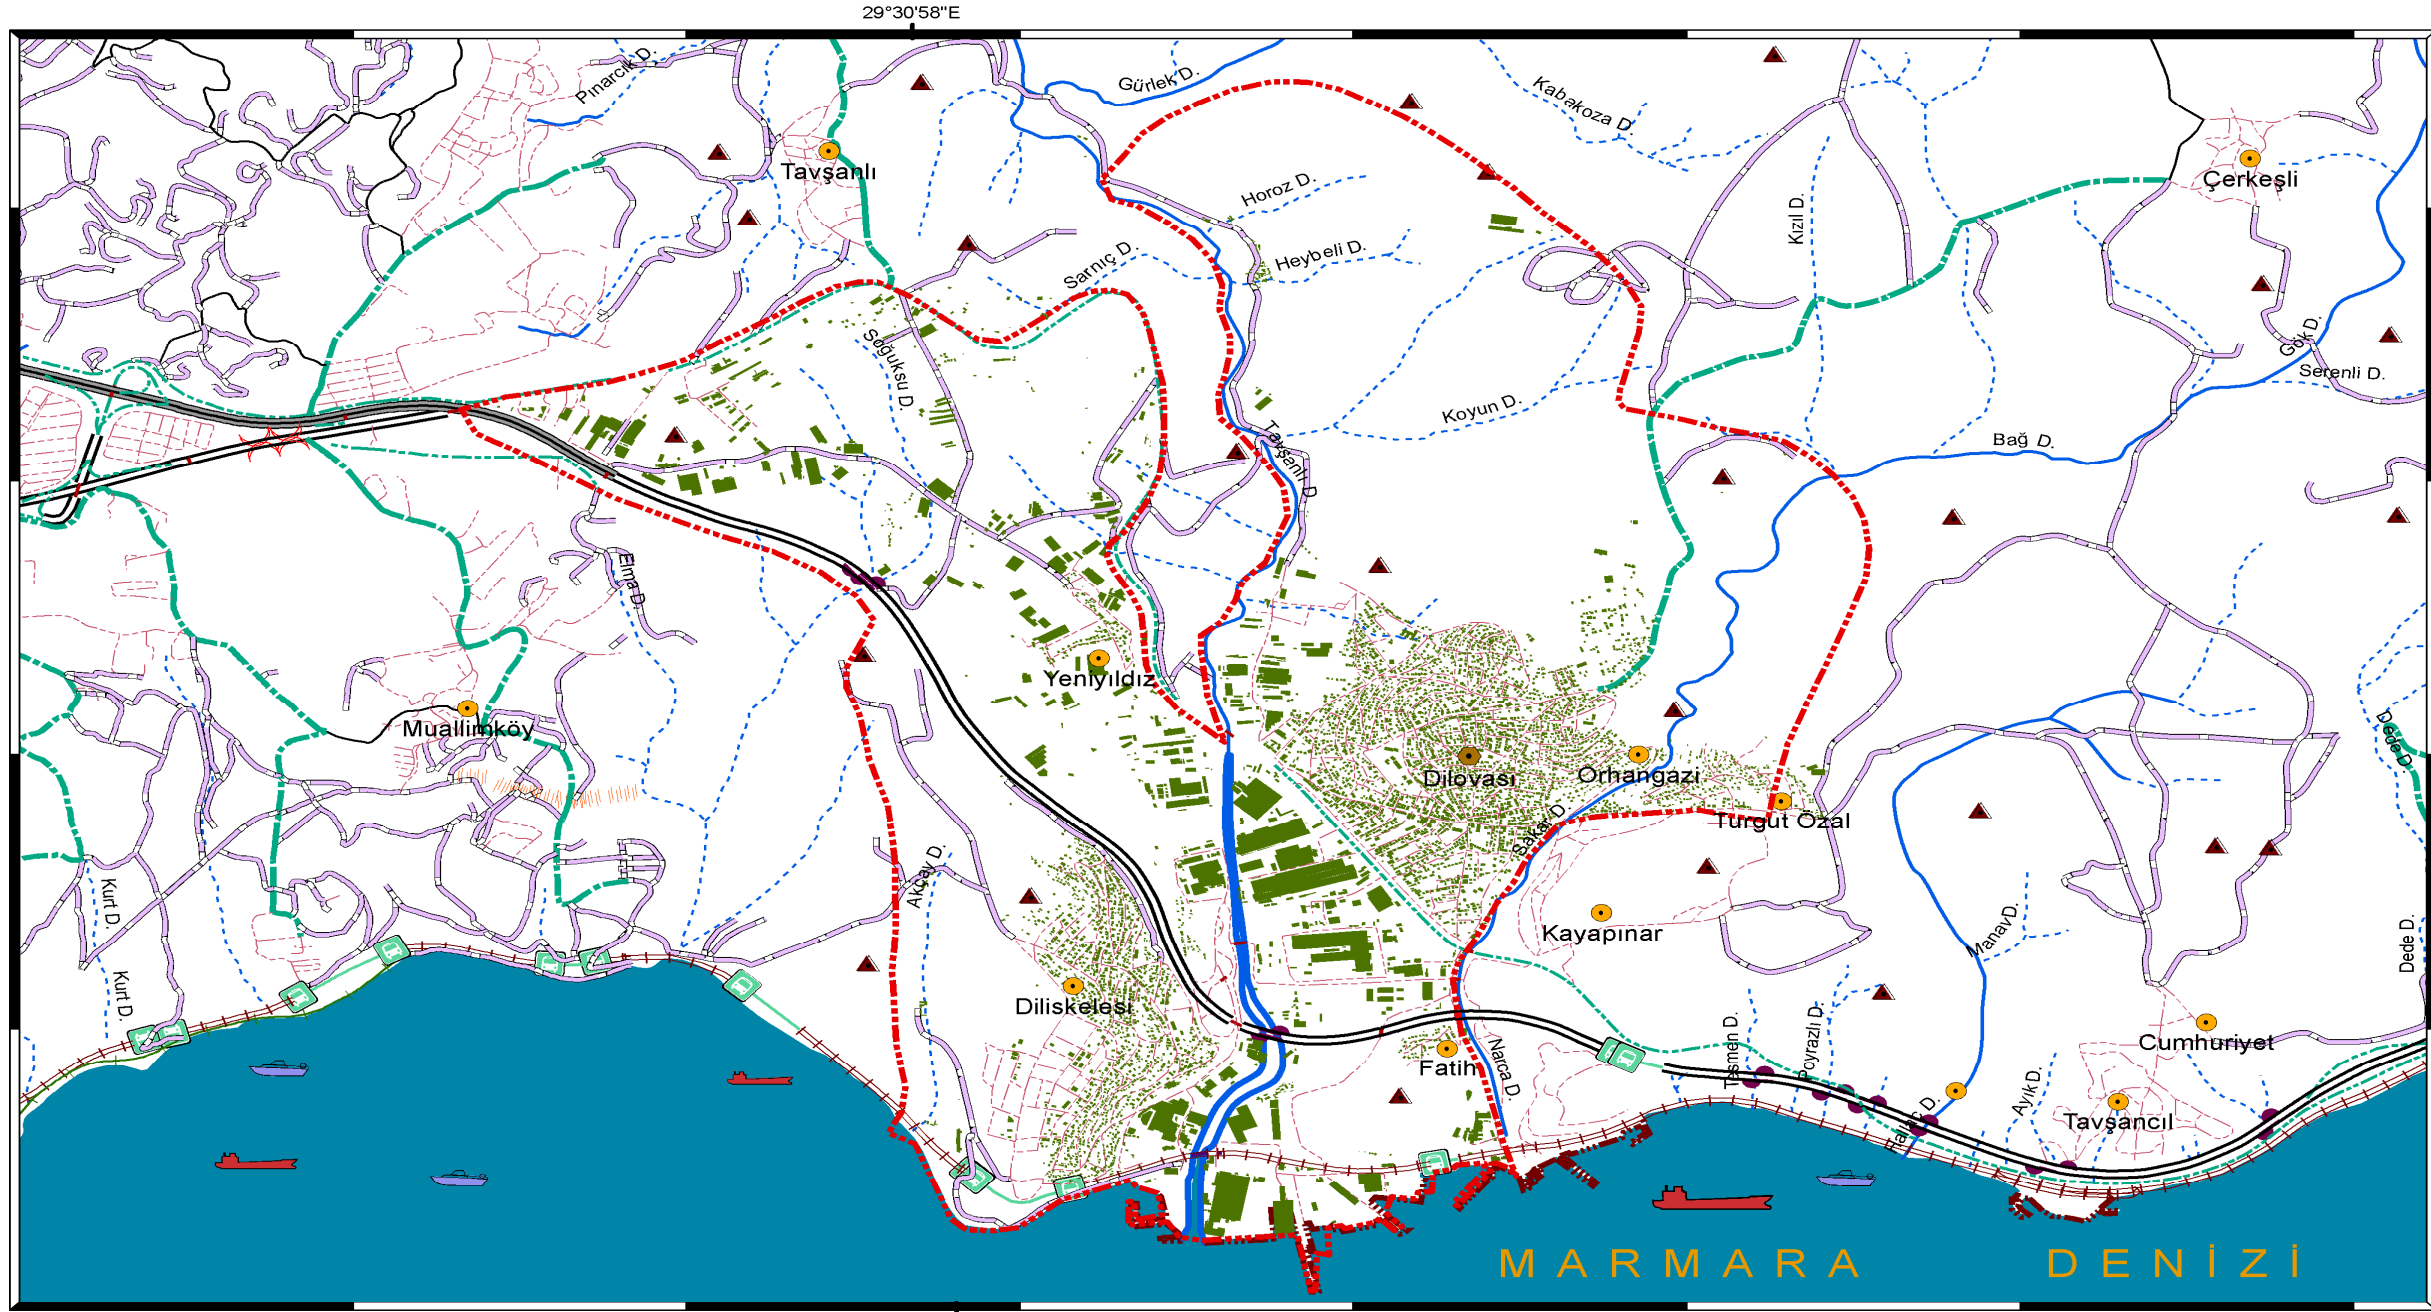 29°30'58"E
Pınarcık D.
Gürlek D.
Kabakoza D.
Tavşanlı
Çerkeşli
Horoz D.
Kızıl D.
Heybeli D.
Sarnıç D.
Soğuksu D.
Gök D.
Serenli D.
Koyun D.
Bağ D.
Tavşanlı D.
Elma D.
Yeniyıldız
Muallimköy
Dilovası
Orhangazi
Dede D.
Turgut Özal
Sakar D.
Akçay D.
Kurt D.
Kayapınar
Manav D.
Dede D.
Kurt D.
Diliskelesi
Tesmen D.
Poyrazlı D.
Cumhuriyet
Fatih
Narca D.
Ayık D.
Tavşancıl
MARMARA DENİZİ